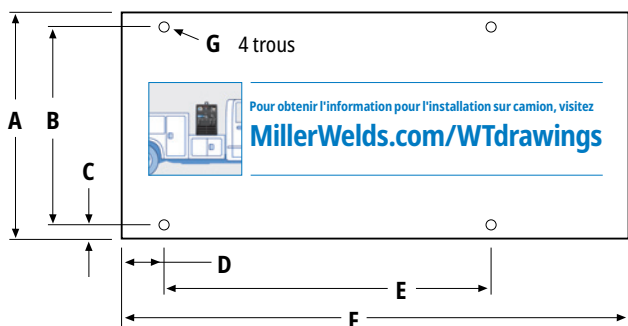 G 4 trous
A
B
Pour obtenir l'information pour l'installation sur camion, visitez
MillerWelds.com/WTdrawings
C
D
E
F